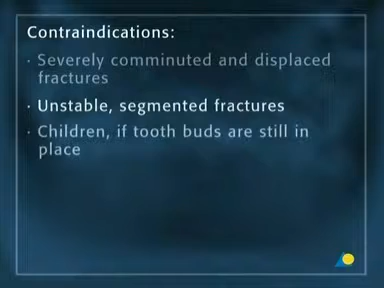 Contraindications:
· Severely comminuted and displaced
fractures
· Unstable, segmented fractures
· Children, if tooth buds are still in
place